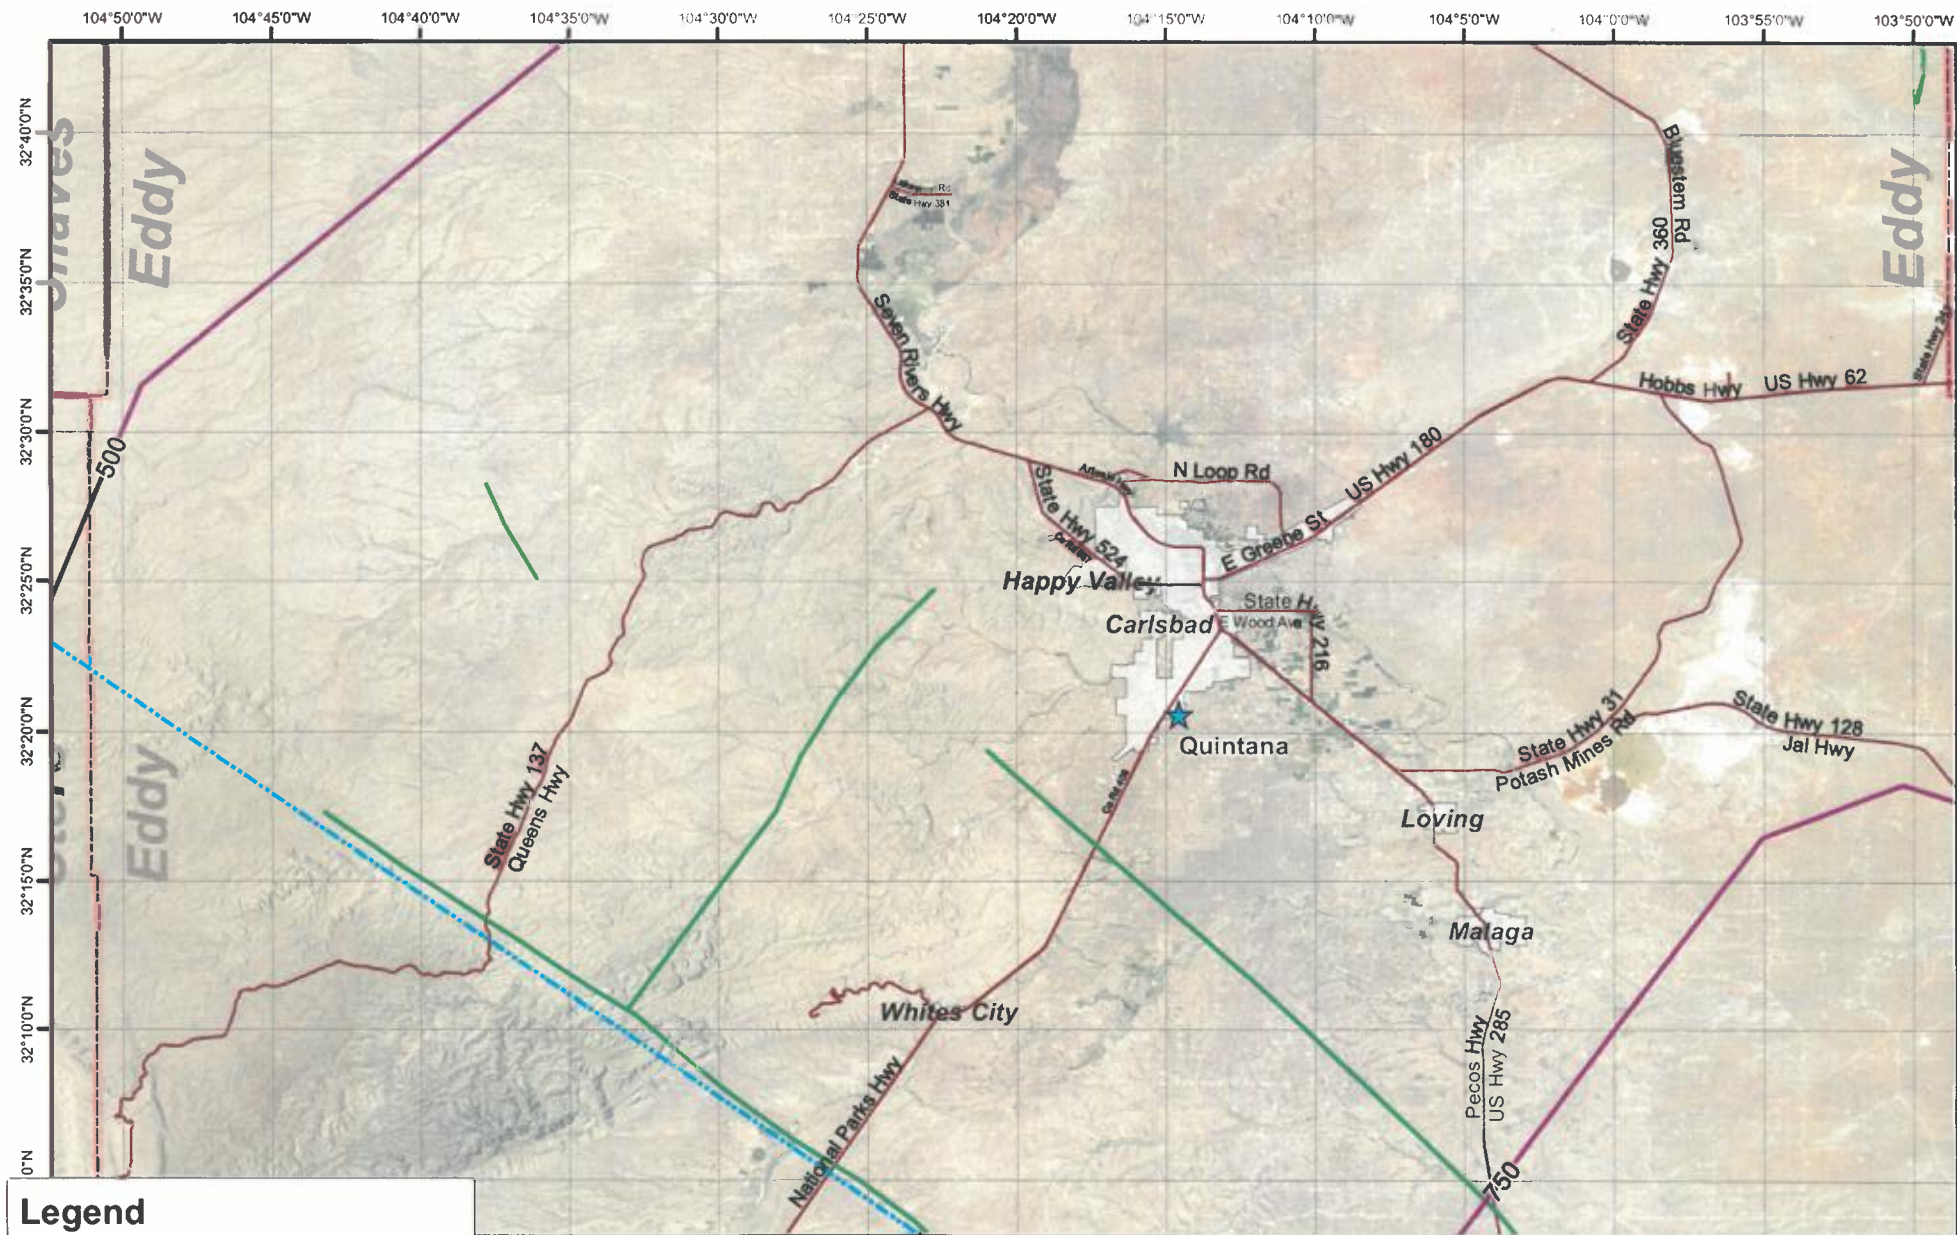 104°50'0"W 104°45'0"W 104°40'0"W 104°35'0"W 104°30'0"W 104°25'0"W 104°20'0"W 104°15'0"W 104°10'0"W 104°5'0"W 104°0'0"W 103°55'0"W 103°50'0"W
32°40'0"N
32°35'0"N
32°30'0"N
32°25'0"N
32°20'0"N
32°15'0"N
32°10'0"N
0"N
Eddy
Eddy
Eddy
Rd
State Hwy 381
Bluestem Rd
State Hwy 360
Seven Rivers Hwy
Hobbs Hwy
US Hwy 62
500
N Loop Rd
US Hwy 180
State Hwy 524
E Greene St
Happy Valley
State Hwy 216
E Wood Ave
Carlsbad
Quintana
State Hwy 31
Potash Mines Rd
State Hwy 128
Jal Hwy
State Hwy 137
Queens Hwy
Loving
Malaga
Whites City
National Parks Hwy
Pecos Hwy
US Hwy 285
750
Legend